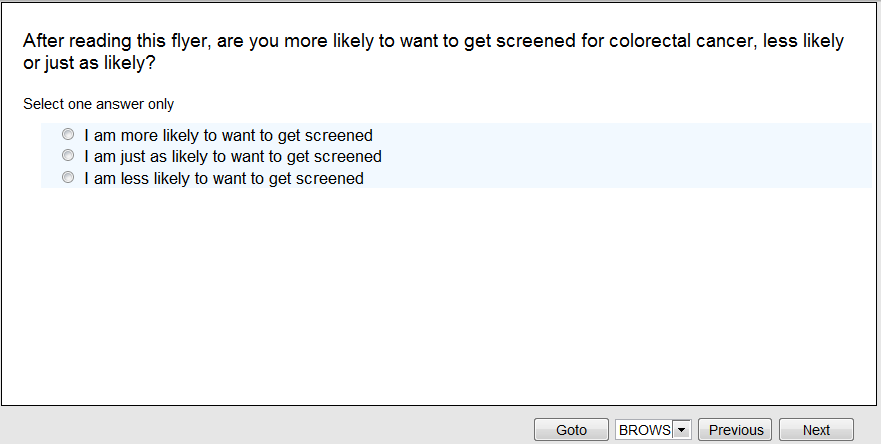 After reading this flyer, are you more likely to want to get screened for colorectal cancer, less likely
or just as likely?
Select one answer only
I am more likely to want to get screened
I am just as likely to want to get screened
I am less likely to want to get screened
Goto BROWS Previous Next